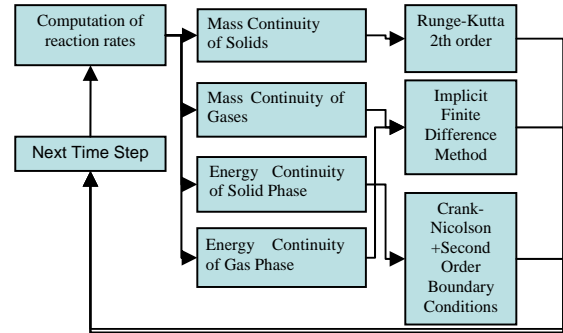 Computation of
reaction rates
Mass Continuity
of Solids
Runge-Kutta
2th order
Mass Continuity of
Gases
Implicit
Finite
Difference
Method
Next Time Step
Energy Continuity
of Solid Phase
Energy Continuity
of Gas Phase
Crank-
Nicolson
+Second
Order
Boundary
Conditions